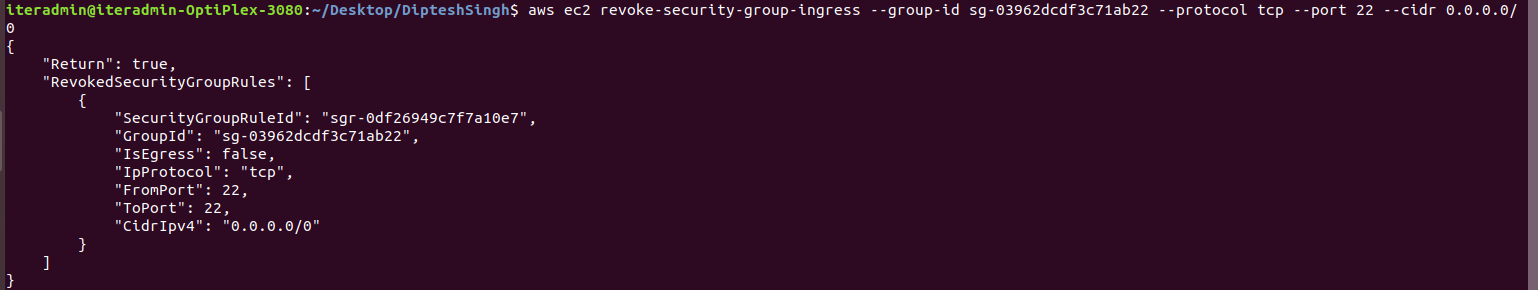 iteradmin@iteradmin-OptiPlex-3080:~/Desktop/DipteshSingh$ aws ec2 revoke-security-group-ingress --group-id sg-03962dcdf3c71ab22 --protocol tcp --port 22 --cidr 0.0.0.0/
0
{
    "Return": true,
    "RevokedSecurityGroupRules": [
        {
            "SecurityGroupRuleId": "sgr-0df26949c7f7a10e7",
            "GroupId": "sg-03962dcdf3c71ab22",
            "IsEgress": false,
            "IpProtocol": "tcp",
            "FromPort": 22,
            "ToPort": 22,
            "CidrIpv4": "0.0.0.0/0"
        }
    ]
}